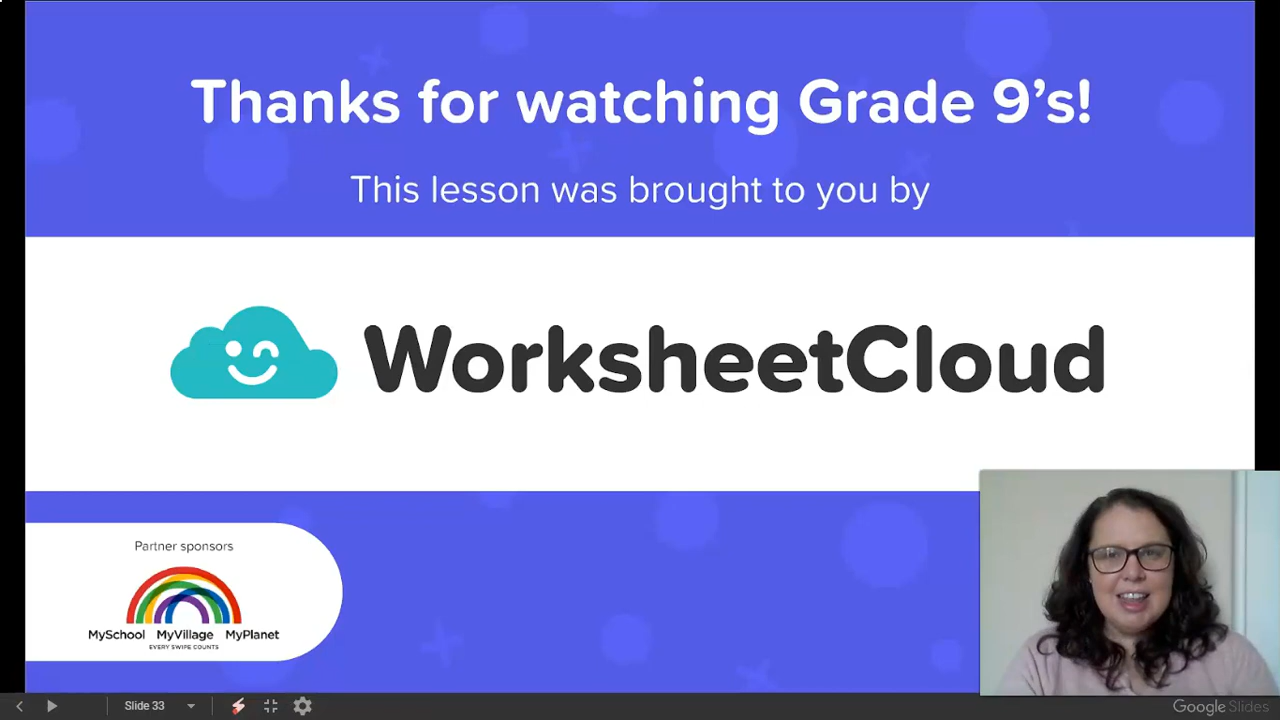 Thanks for watching Grade 9's!
This lesson was brought to you by
WorksheetCloud
Partner sponsors
MySchool MyVillage MyPlanet
EVERY SWIPE COUNTS
Slide 33
Google Slides